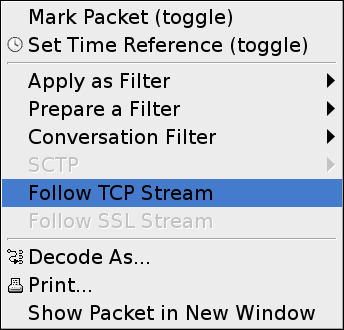 Mark Packet (toggle)
Set Time Reference (toggle)
Apply as Filter
Prepare a Filter
Conversation Filter
SCTP
Follow TCP Stream
Follow SSL Stream
Decode As...
Print...
Show Packet in New Window